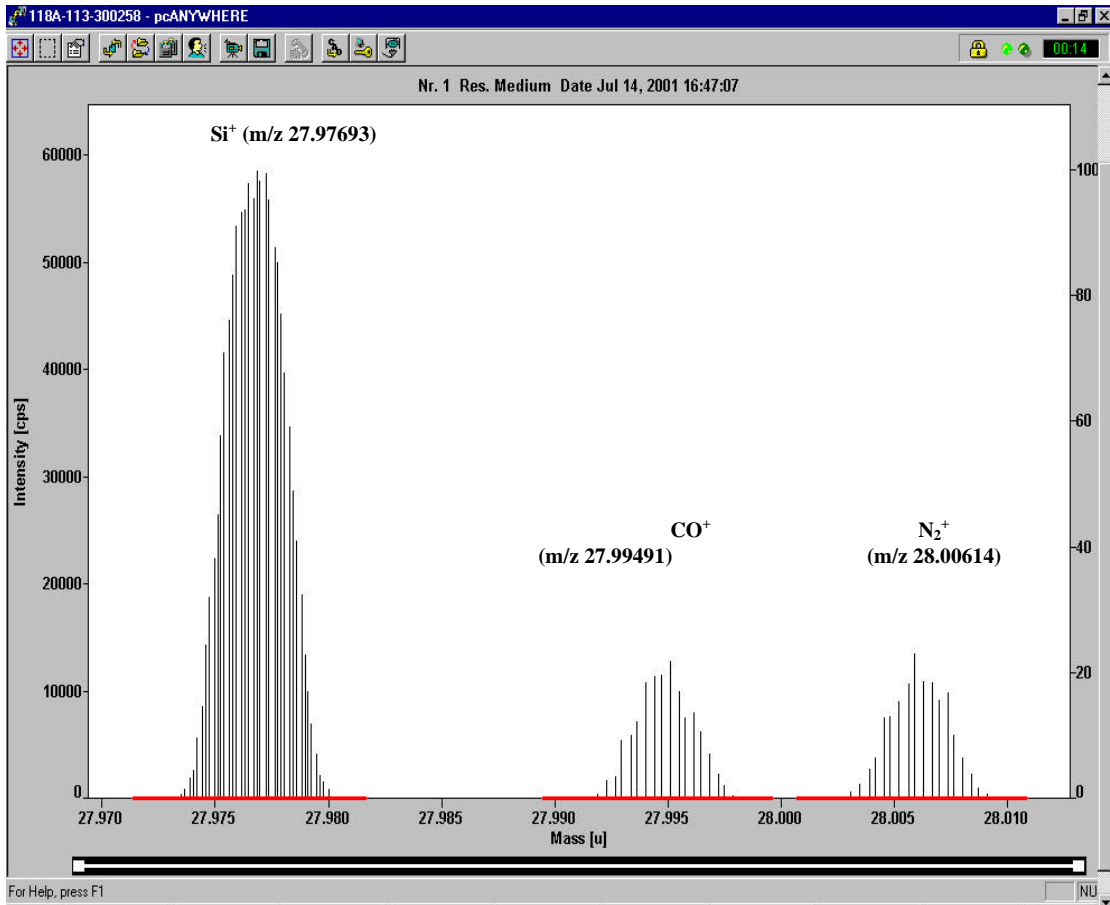 118A-113-300258 - pcANYWHERE
00:14
Nr. 1 Res. Medium Date Jul 14, 2001 16:47:07
Si⁺ (m/z 27.97693)
60000
100
50000
80
40000
60
30000
CO⁺
N₂⁺
(m/z 27.99491)
(m/z 28.00614)
40
20000
20
10000
0
0
Intensity [cps]
27.970
27.975
27.980
27.985
27.990
27.995
28.000
28.005
28.010
Mass [u]
For Help, press F1
NU